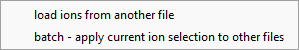 load ions from another file
batch - apply current ion selection to other files